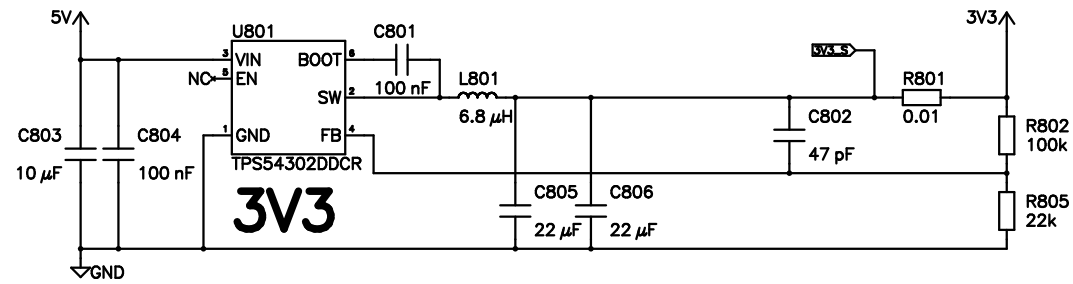 5V
3V3
U801
C801
100 nF
3 VIN
5 EN
NC
1 GND
BOOT 6
SW 2
FB 4
TPS54302DDCR
L801
6.8 µH
3V3_S
R801
0.01
C803
10 µF
C804
100 nF
C802
47 pF
R802
100k
3V3
C805
22 µF
C806
22 µF
R805
22k
GND